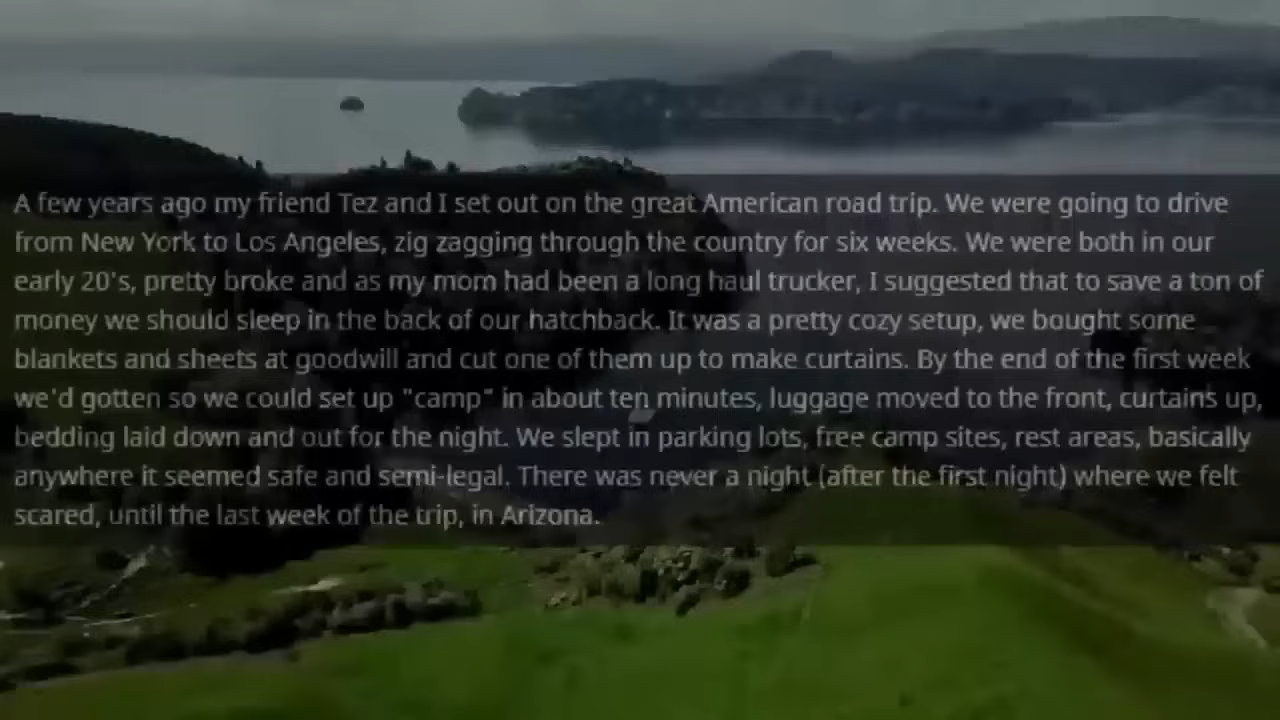 A few years ago my friend Tez and I set out on the great American road trip. We were going to drive
from New York to Los Angeles, zig zagging through the country for six weeks. We were both in our
early 20's, pretty broke and as my mom had been a long haul trucker, I suggested that to save a ton of
money we should sleep in the back of our hatchback. It was a pretty cozy setup, we bought some
blankets and sheets at goodwill and cut one of them up to make curtains. By the end of the first week
we'd gotten so we could set up "camp" in about ten minutes, luggage moved to the front, curtains up,
bedding laid down and out for the night. We slept in parking lots, free camp sites, rest areas, basically
anywhere it seemed safe and semi-legal. There was never a night (after the first night) where we felt
scared, until the last week of the trip, in Arizona.